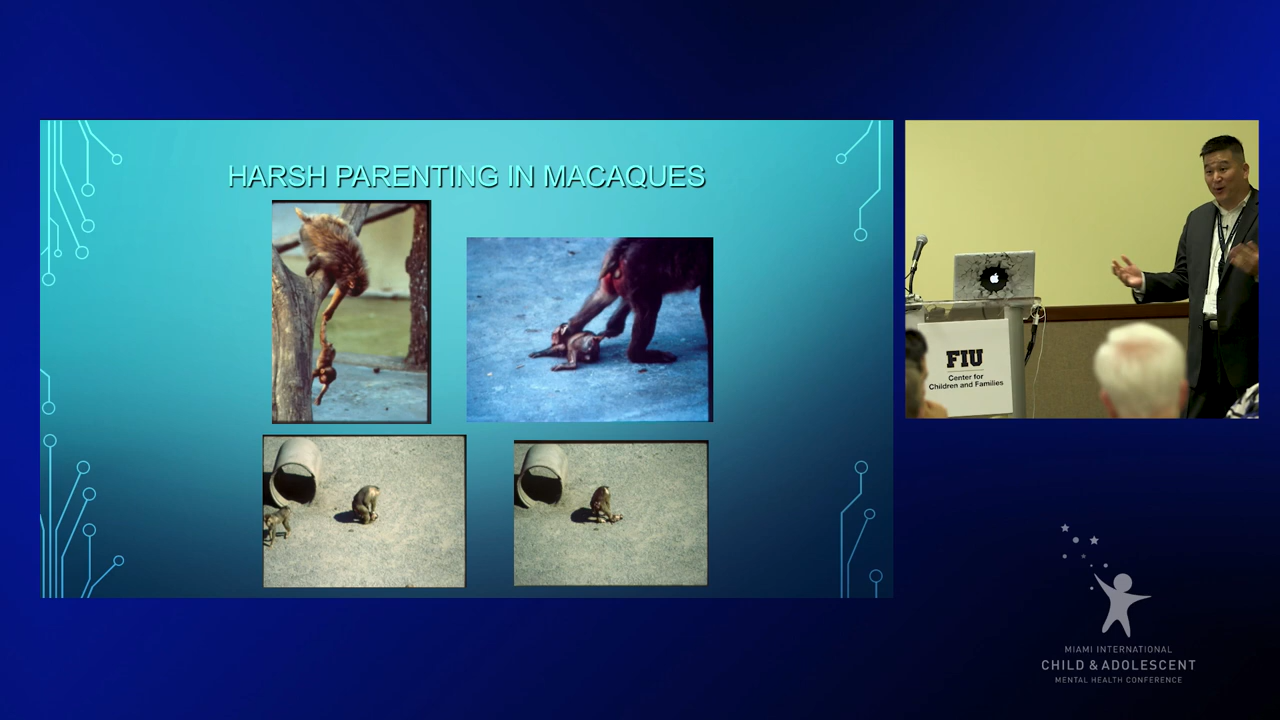 HARSH PARENTING IN MACAQUES
FIU
Center for
Children and Families
MIAMI INTERNATIONAL
CHILD & ADOLESCENT
MENTAL HEALTH CONFERENCE